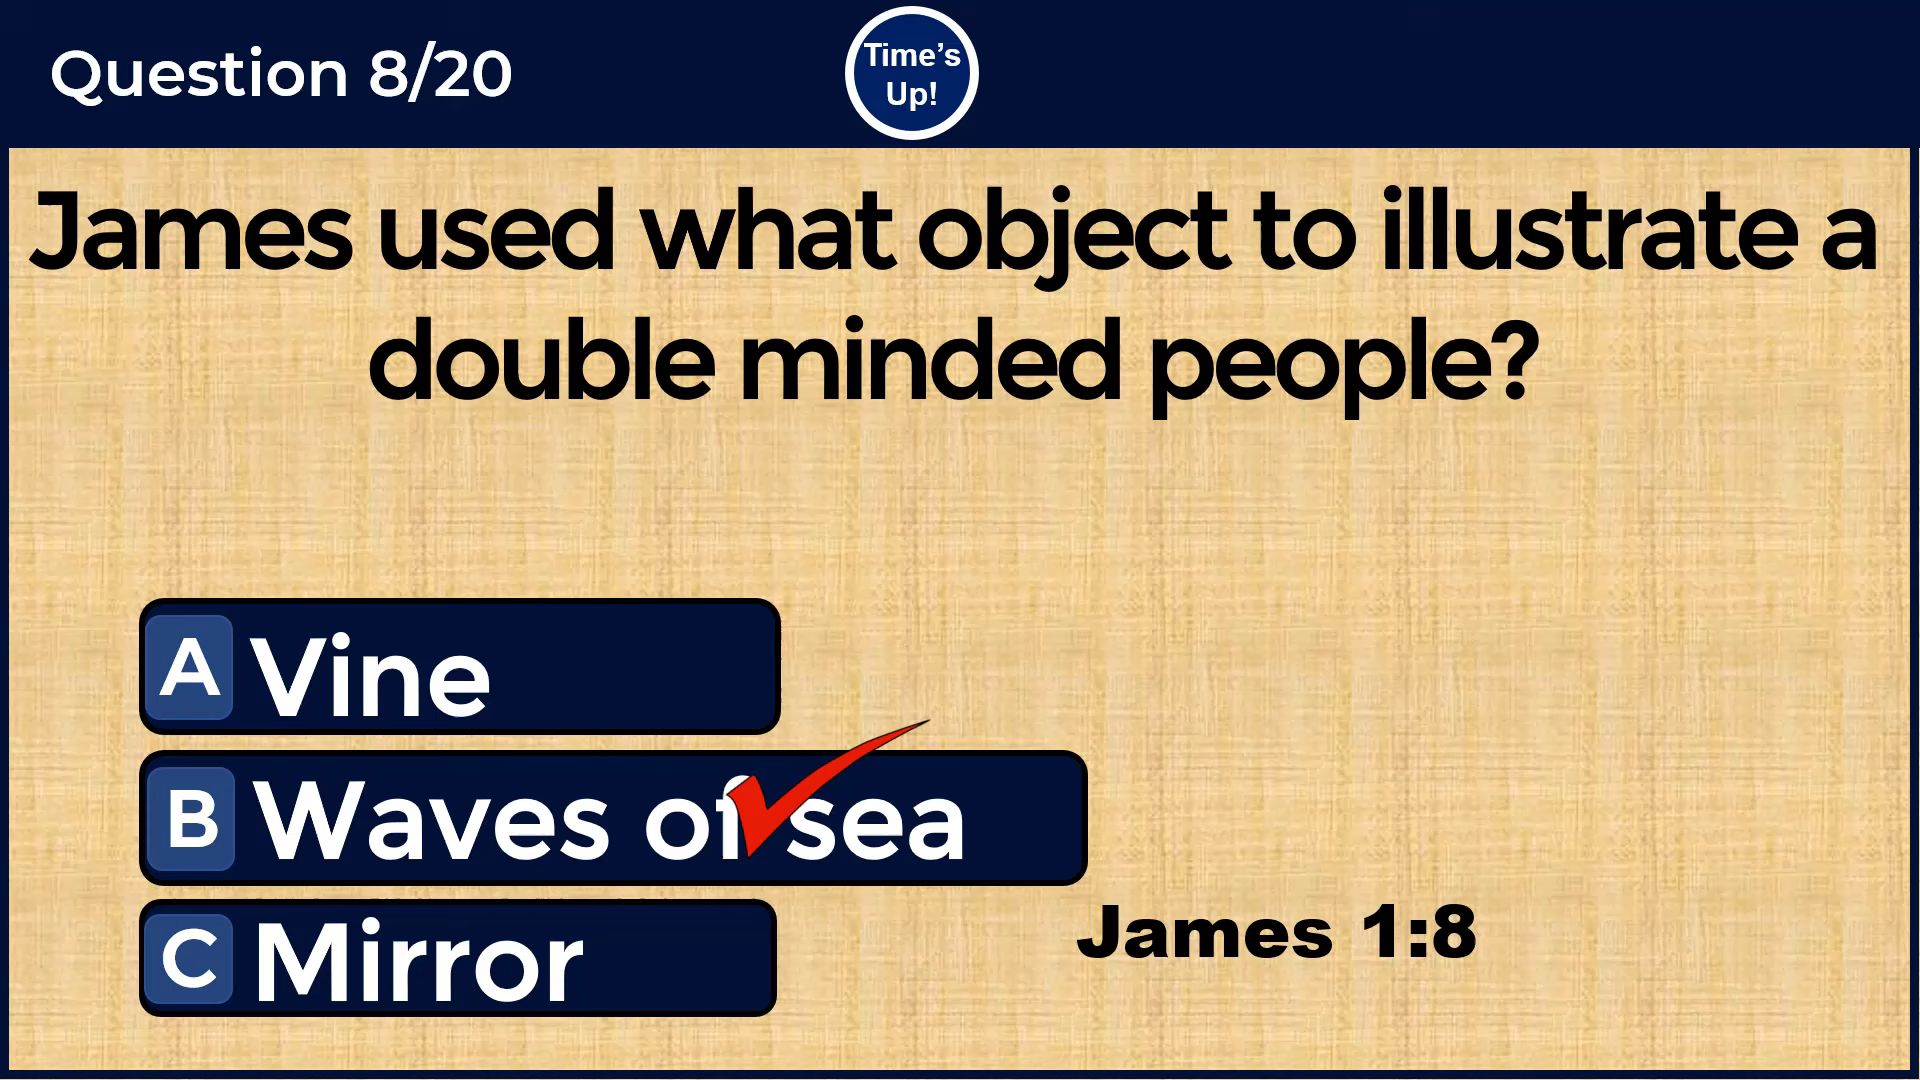 Question 8/20
Time's
Up!
James used what object to illustrate a
double minded people?
A Vine
B Waves of sea
C Mirror
James 1:8